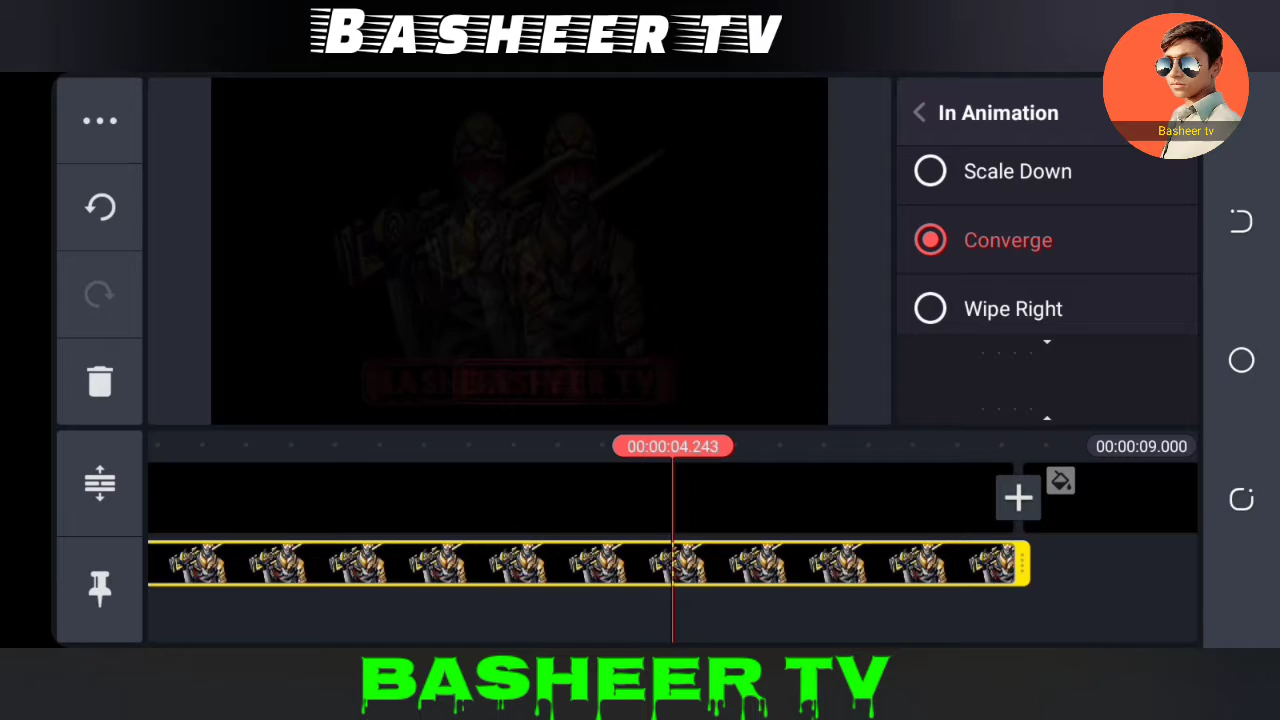 BASHEER TV
In Animation
Basheer tv
Scale Down
Converge
Wipe Right
00:00:04.243
00:00:09.000
BASHEER TV